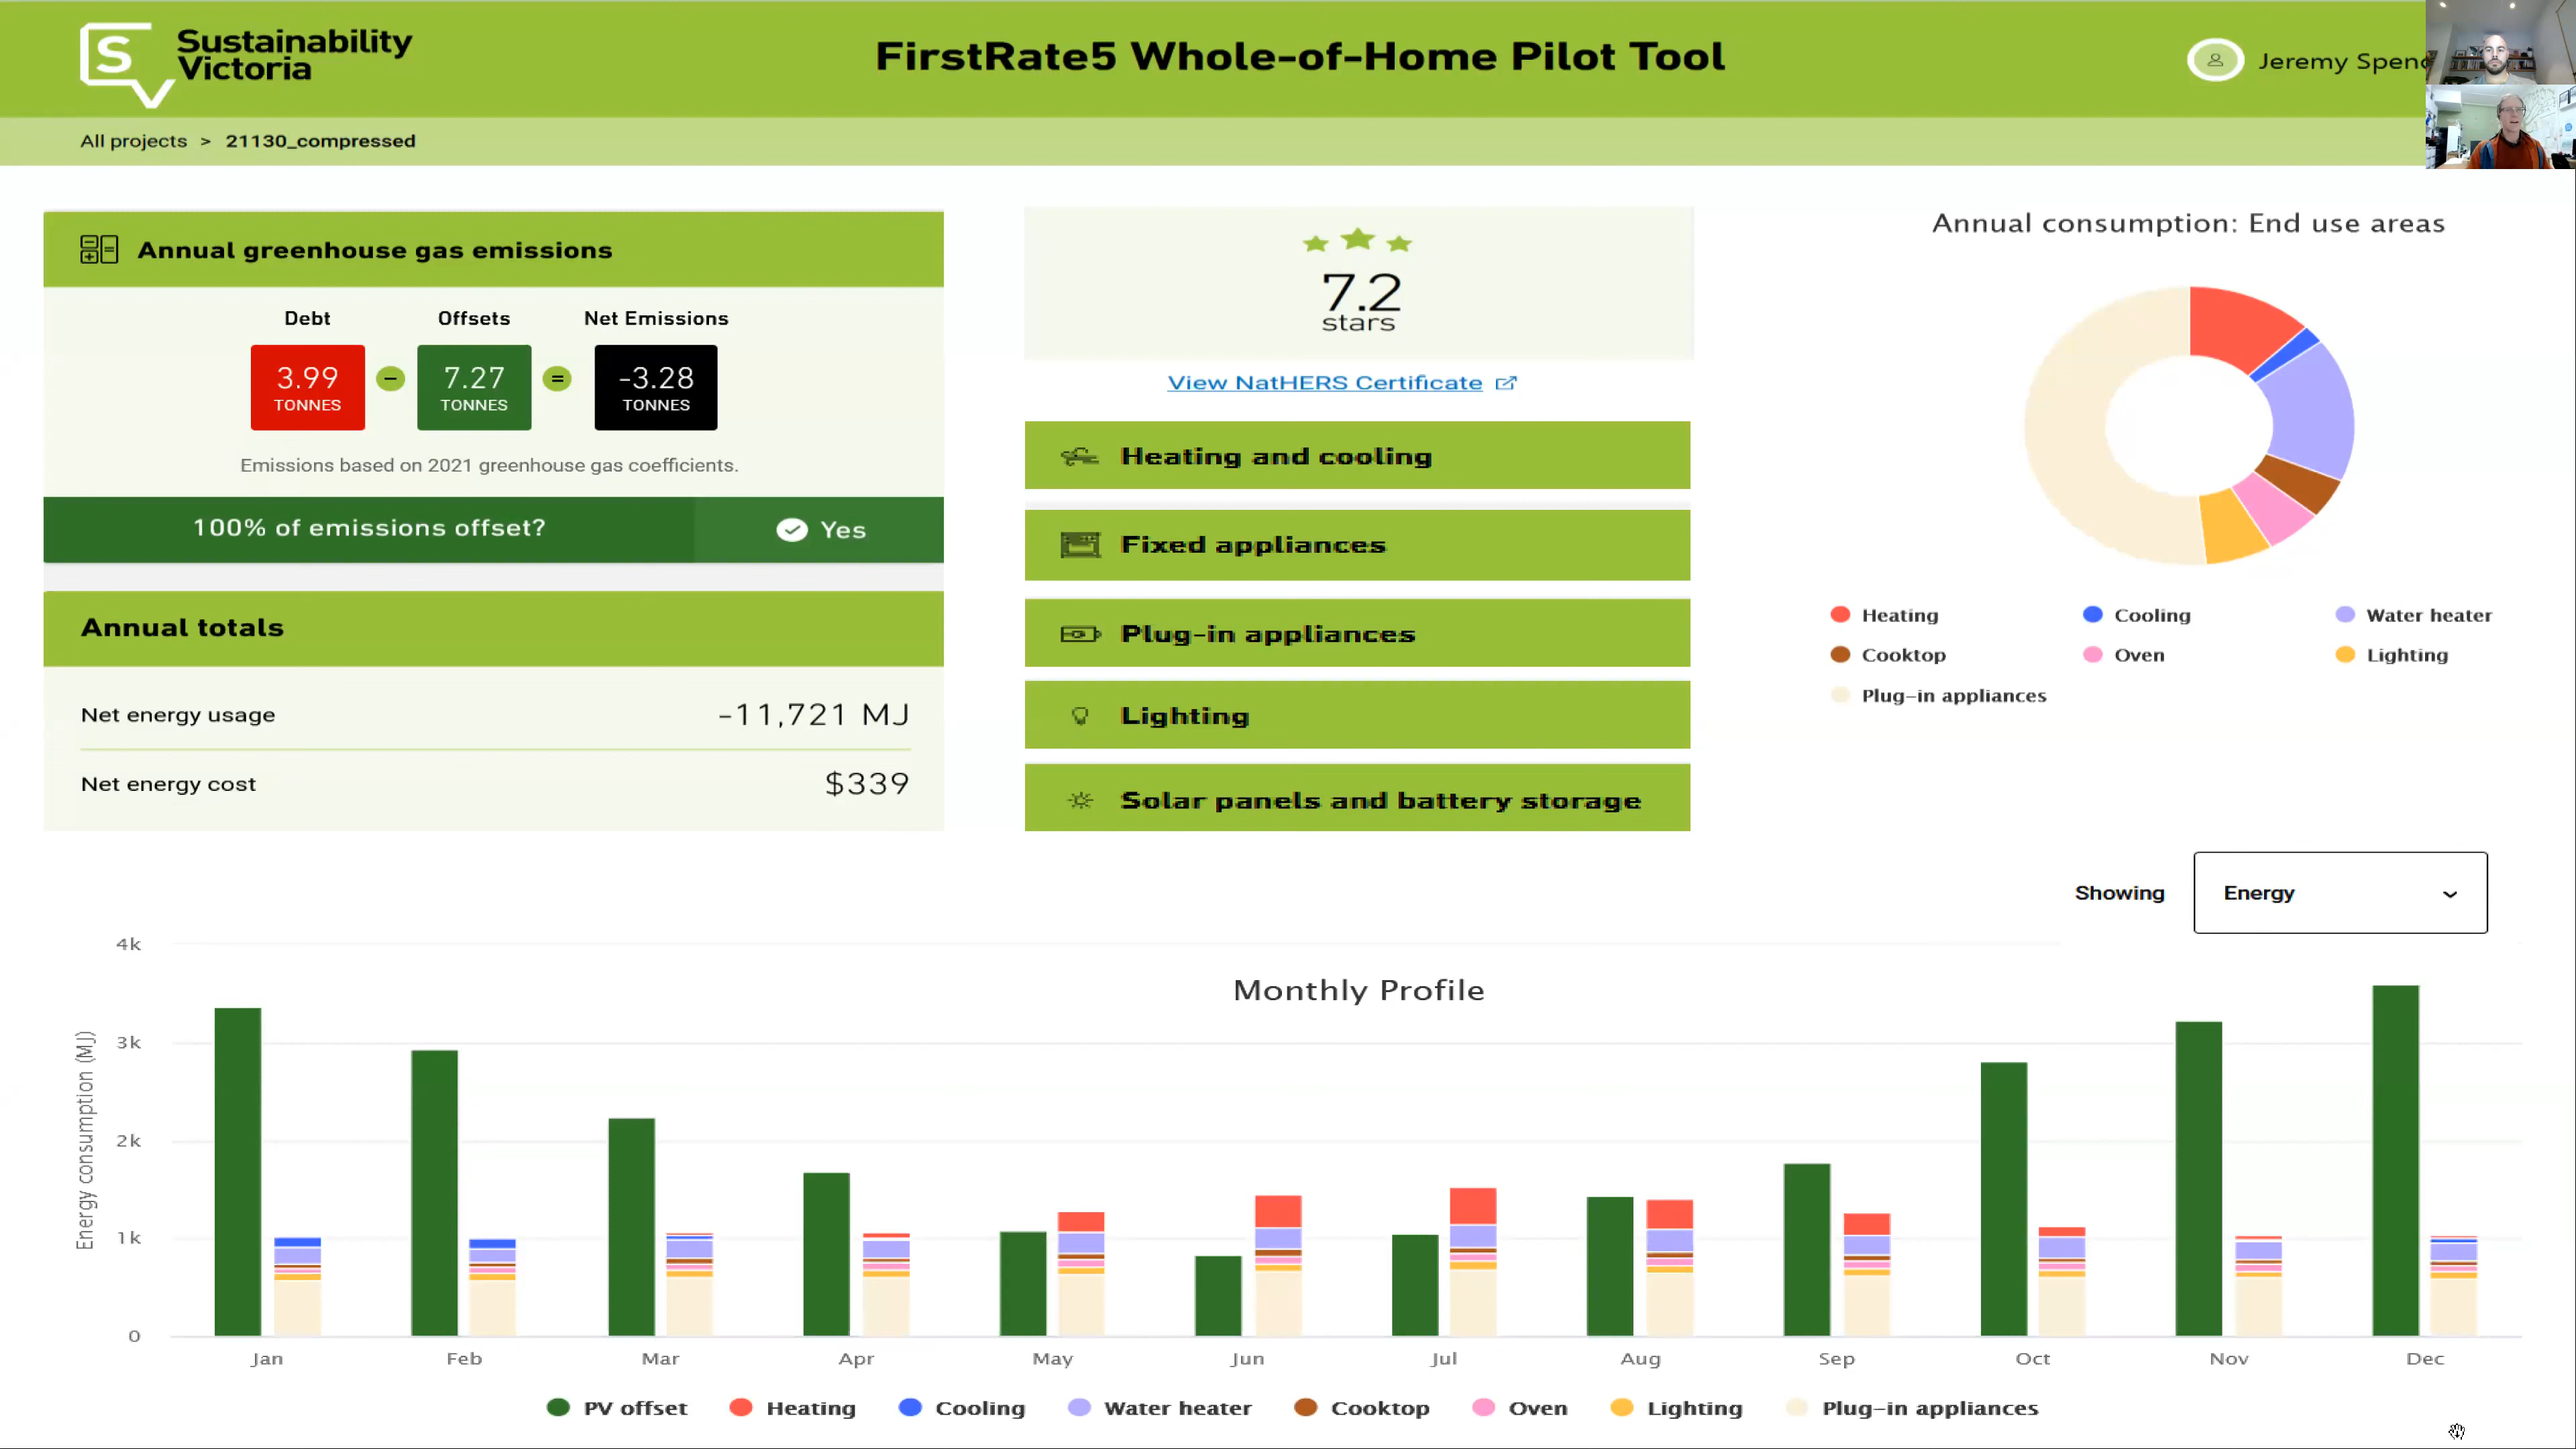 Sustainability
Victoria
FirstRate5 Whole-of-Home Pilot Tool
Jeremy
All projects > 21130_compressed
Annual greenhouse gas emissions
Debt
Offsets
Net Emissions
3.99
TONNES
–
7.27
TONNES
=
-3.28
TONNES
Emissions based on 2021 greenhouse gas coefficients.
100% of emissions offset?
Yes
Annual totals
Net energy usage
-11,721 MJ
Net energy cost
$339
7.2
stars
View NatHERS Certificate
Heating and cooling
Fixed appliances
Plug-in appliances
Lighting
Solar panels and battery storage
Annual consumption: End use areas
Heating
Cooling
Water heater
Cooktop
Oven
Lighting
Plug-in appliances
Showing
Energy
Monthly Profile
Energy consumption (MJ)
4k
3k
2k
1k
0
Jan
Feb
Mar
Apr
May
Jun
Jul
Aug
Sep
Oct
Nov
Dec
PV offset
Heating
Cooling
Water heater
Cooktop
Oven
Lighting
Plug-in appliances